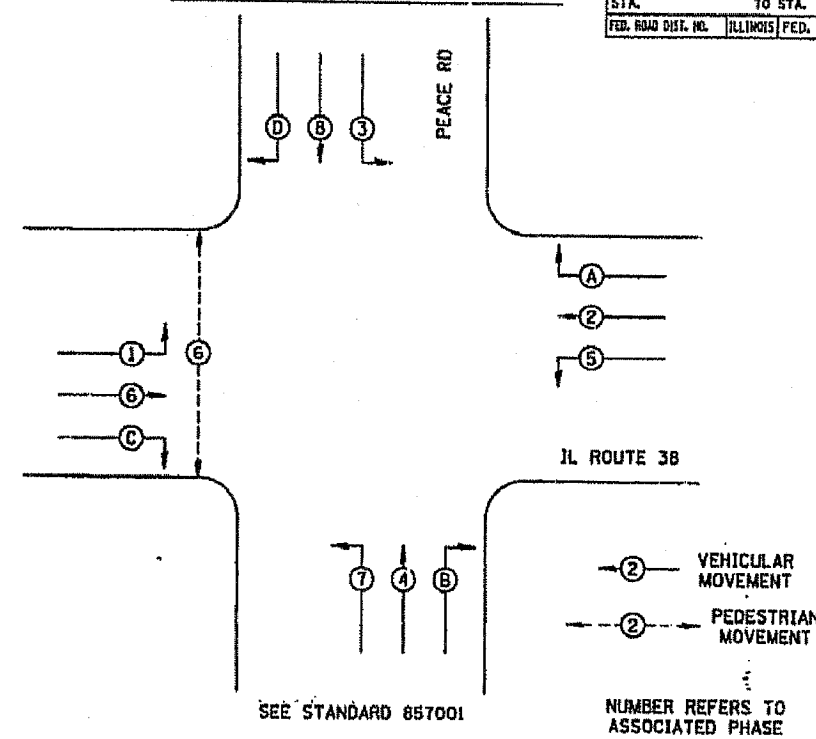 STA. TO STA.
FED. ROAD DIST. NO. ILLINOIS FED.
PEACE RD
D 8 3
A
2
5
1
6
6
C
IL ROUTE 38
7 4 B
2 VEHICULAR
MOVEMENT
2 PEDESTRIAN
MOVEMENT
SEE STANDARD 857001
NUMBER REFERS TO
ASSOCIATED PHASE